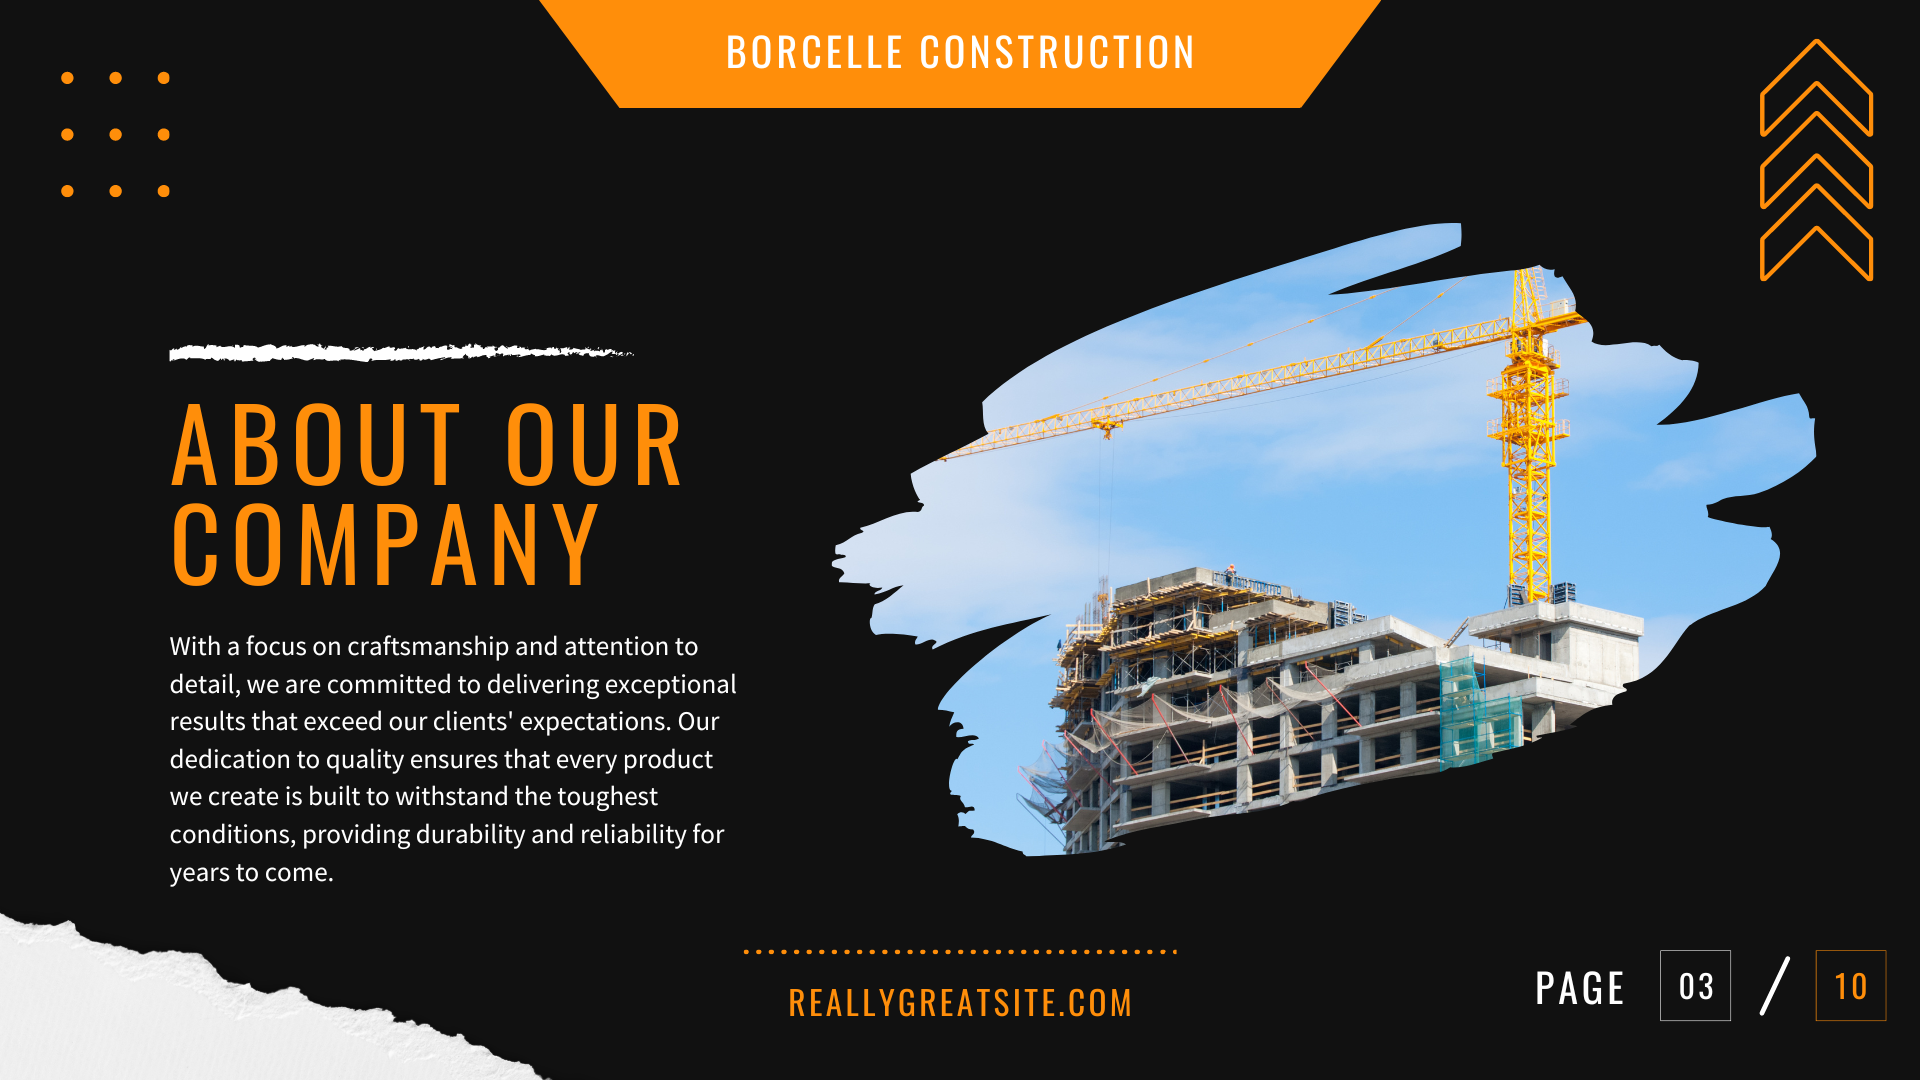 BORCELLE CONSTRUCTION
ABOUT OUR
COMPANY
With a focus on craftsmanship and attention to
detail, we are committed to delivering exceptional
results that exceed our clients' expectations. Our
dedication to quality ensures that every product
we create is built to withstand the toughest
conditions, providing durability and reliability for
years to come.
REALLYGREATSITE.COM
PAGE 03 / 10